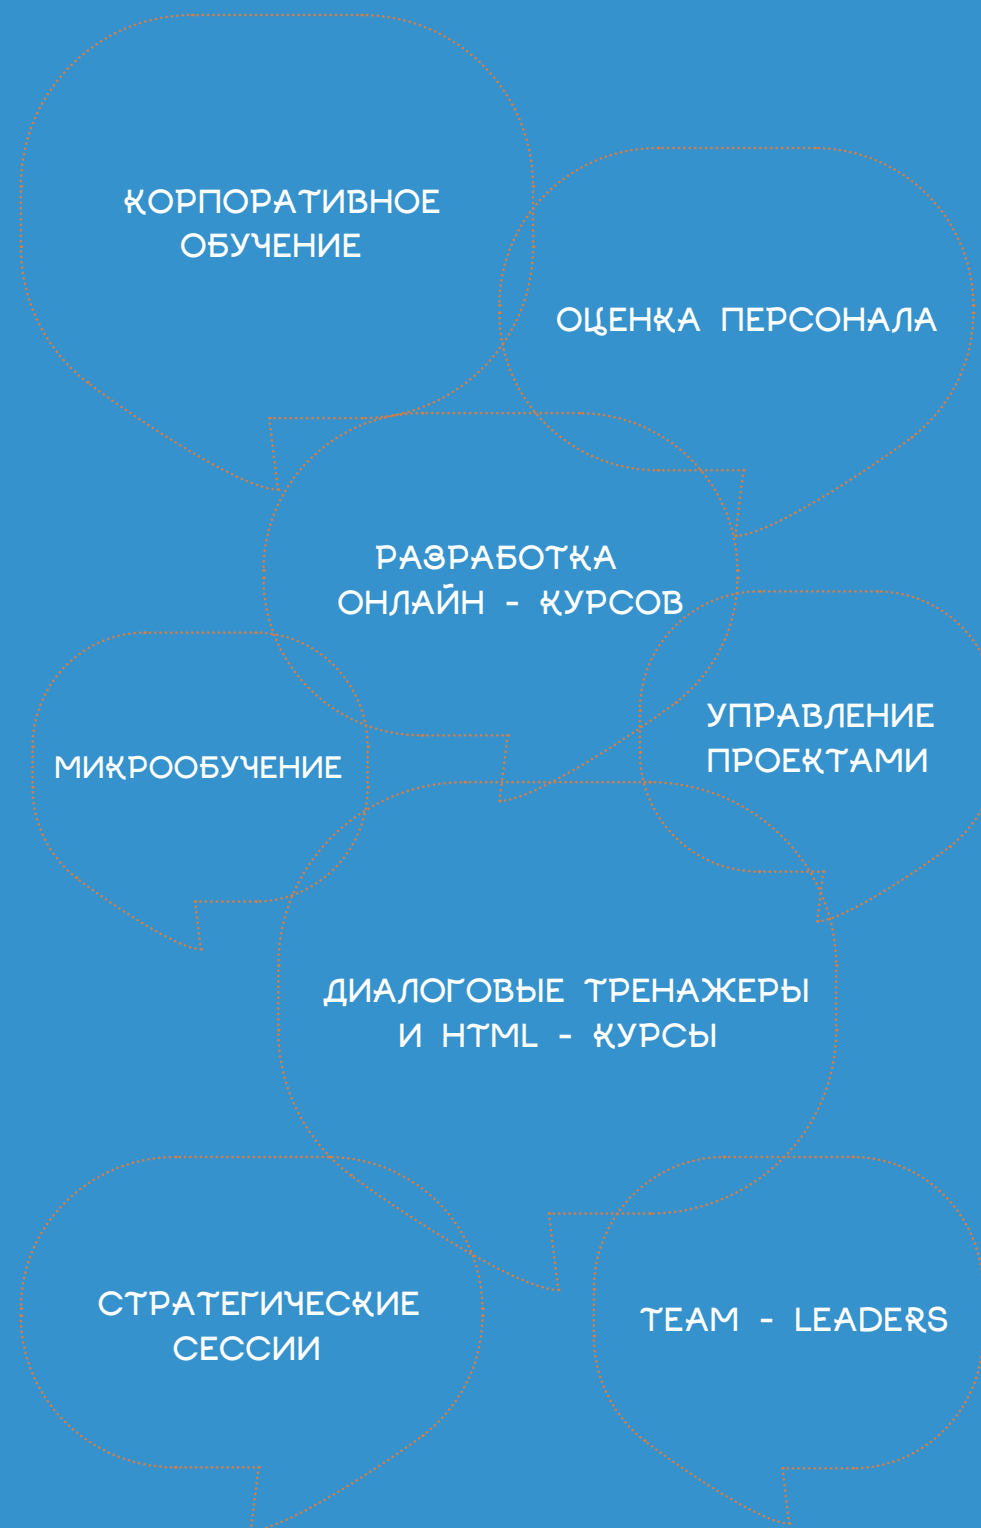 КОРПОРАТИВНОЕ
ОБУЧЕНИЕ
ОЦЕНКА ПЕРСОНАЛА
РАЗРАБОТКА
ОНЛАЙН - КУРСОВ
УПРАВЛЕНИЕ
ПРОЕКТАМИ
МИКРООБУЧЕНИЕ
ДИАЛОГОВЫЕ ТРЕНАЖЕРЫ
И HTML - КУРСЫ
СТРАТЕГИЧЕСКИЕ
СЕССИИ
TEAM - LEADERS